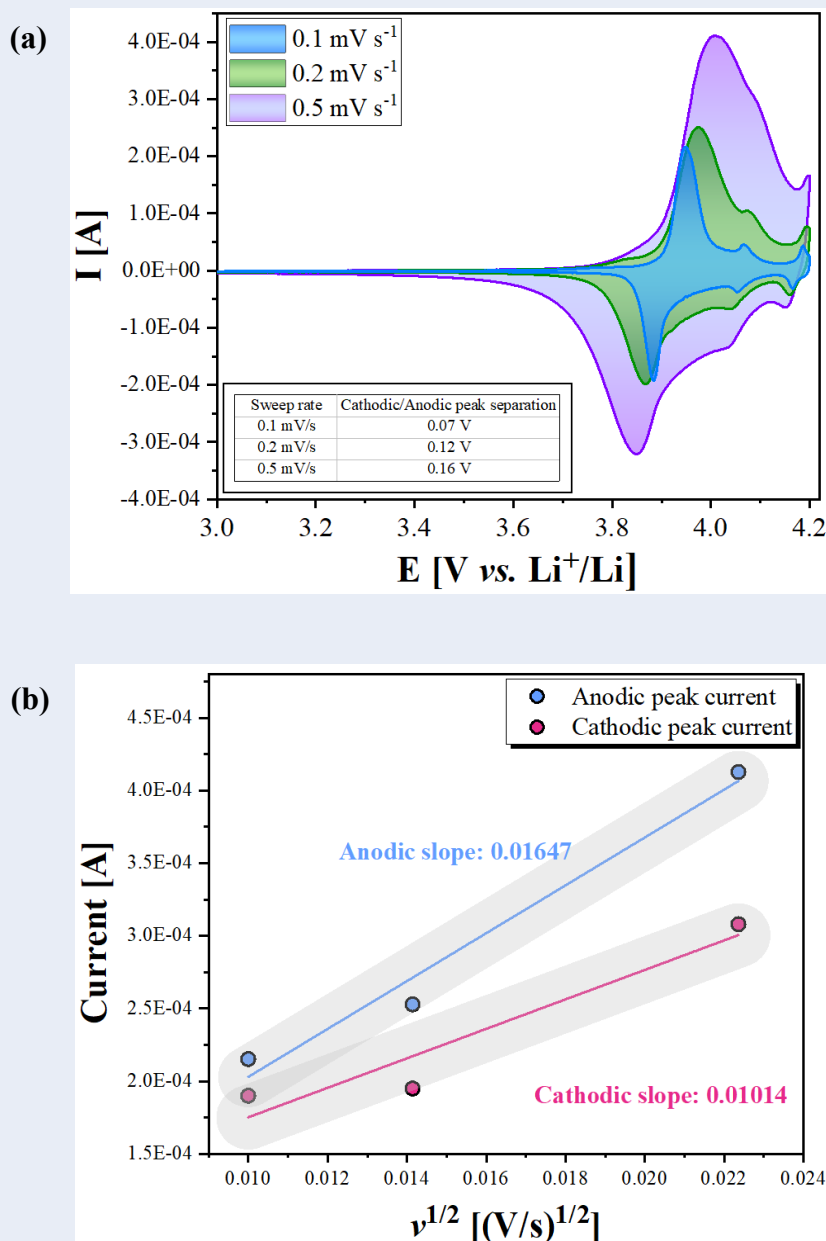 (a)
4.0E-04
3.0E-04
2.0E-04
1.0E-04
0.0E+00
-1.0E-04
-2.0E-04
-3.0E-04
-4.0E-04
I [A]
0.1 mV s⁻¹
0.2 mV s⁻¹
0.5 mV s⁻¹
Sweep rate Cathodic/Anodic peak separation
0.1 mV/s 0.07 V
0.2 mV/s 0.12 V
0.5 mV/s 0.16 V
3.0 3.2 3.4 3.6 3.8 4.0 4.2
E [V vs. Li⁺/Li]
(b)
4.5E-04
4.0E-04
3.5E-04
3.0E-04
2.5E-04
2.0E-04
1.5E-04
Current [A]
Anodic peak current
Cathodic peak current
Anodic slope: 0.01647
Cathodic slope: 0.01014
0.010 0.012 0.014 0.016 0.018 0.020 0.022 0.024
v¹/² [(V/s)¹/²]